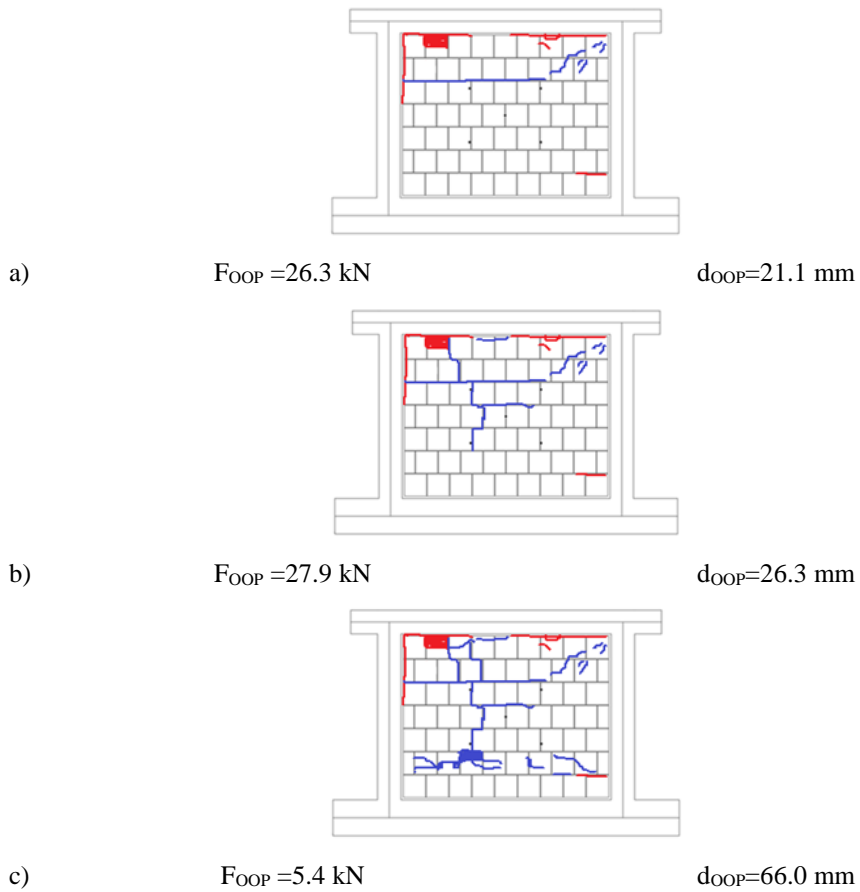 a) F_OOP =26.3 kN d_OOP=21.1 mm
b) F_OOP =27.9 kN d_OOP=26.3 mm
c) F_OOP =5.4 kN d_OOP=66.0 mm